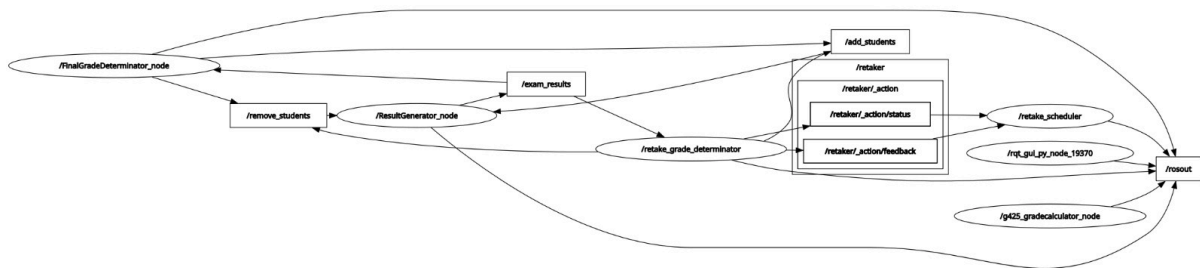 /add_students
/retaker
/FinalGradeDeterminator_node
/exam_results
/retaker/_action
/remove_students
/ResultGenerator_node
/retaker/_action/status
/retake_scheduler
/retake_grade_determinator
/retaker/_action/feedback
/rqt_gui_py_node_19370
/rosout
/g425_gradecalculator_node